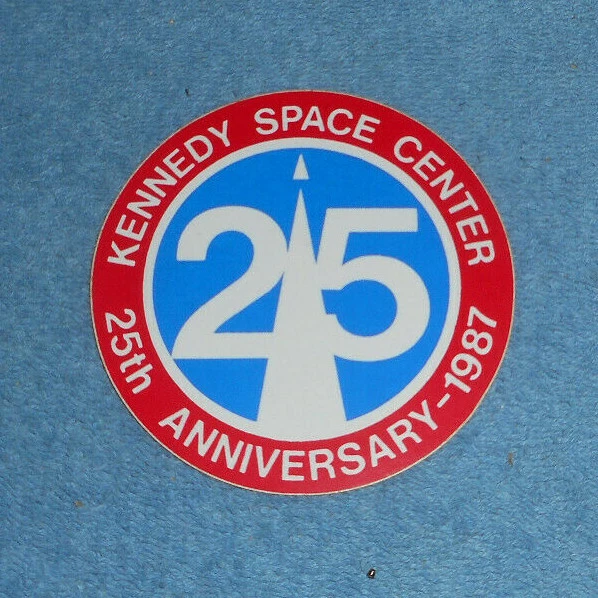 KENNEDY SPACE CENTER
25
25th ANNIVERSARY-1987